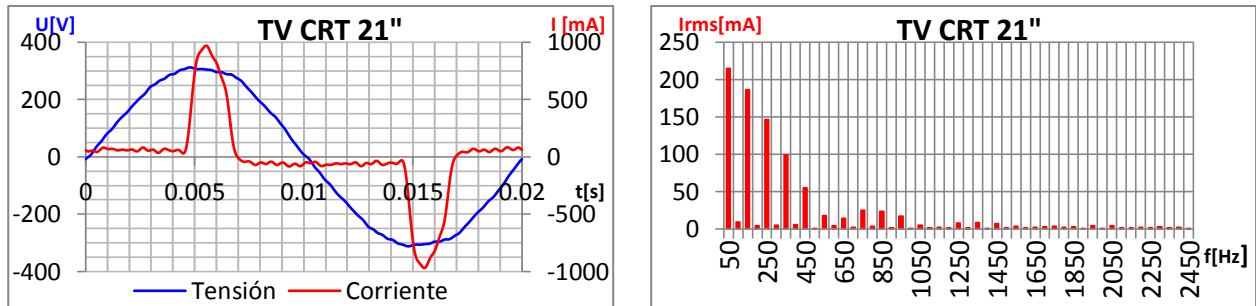 U[V] TV CRT 21" I [mA]
400 1000
200 500
0 0
0 0.005 0.010 0.015 0.02
t[s]
-200 -500
-400 -1000
Tensión Corriente
Irms[mA] TV CRT 21"
250
200
150
100
50
0
50 250 450 650 850 1050 1250 1450 1650 1850 2050 2250 2450
f[Hz]